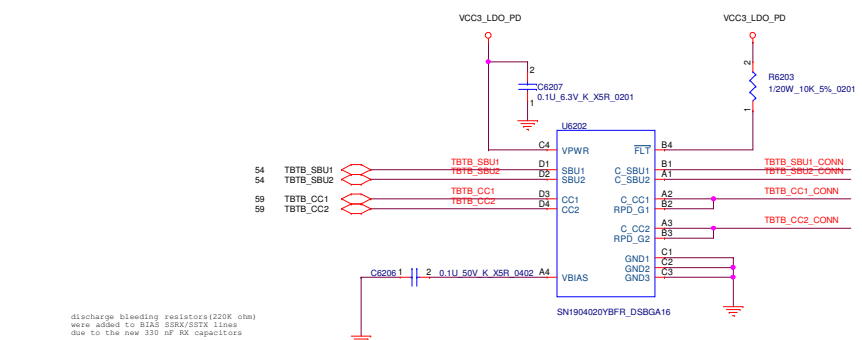 VCC3_LDO_PD VCC3_LDO_PD
2 C6207 0.1U_6.3V_K_X5R_0201 1
2 R6203 1/20W_10K_5%_0201 1
U6202
C4 VPWR FLT B4
54 TBTB_SBU1 TBTB_SBU1 D1 SBU1 C_SBU1 B1 TBTB_SBU1_CONN
54 TBTB_SBU2 TBTB_SBU2 D2 SBU2 C_SBU2 A1 TBTB_SBU2_CONN
59 TBTB_CC1 TBTB_CC1 D3 CC1 C_CC1 A2 TBTB_CC1_CONN
59 TBTB_CC2 TBTB_CC2 D4 CC2 RPD_G1 B2
C_CC2 A3 TBTB_CC2_CONN
RPD_G2 B3
GND1 C1
GND2 C2
C6206 1 2 0.1U_50V_K_X5R_0402 A4 VBIAS GND3 C3
SN1904020YBFR_DSBGA16
discharge bleeding resistors(220K ohm)
were added to BIAS SSRX/SSTX lines
due to the new 330 nF RX capacitors